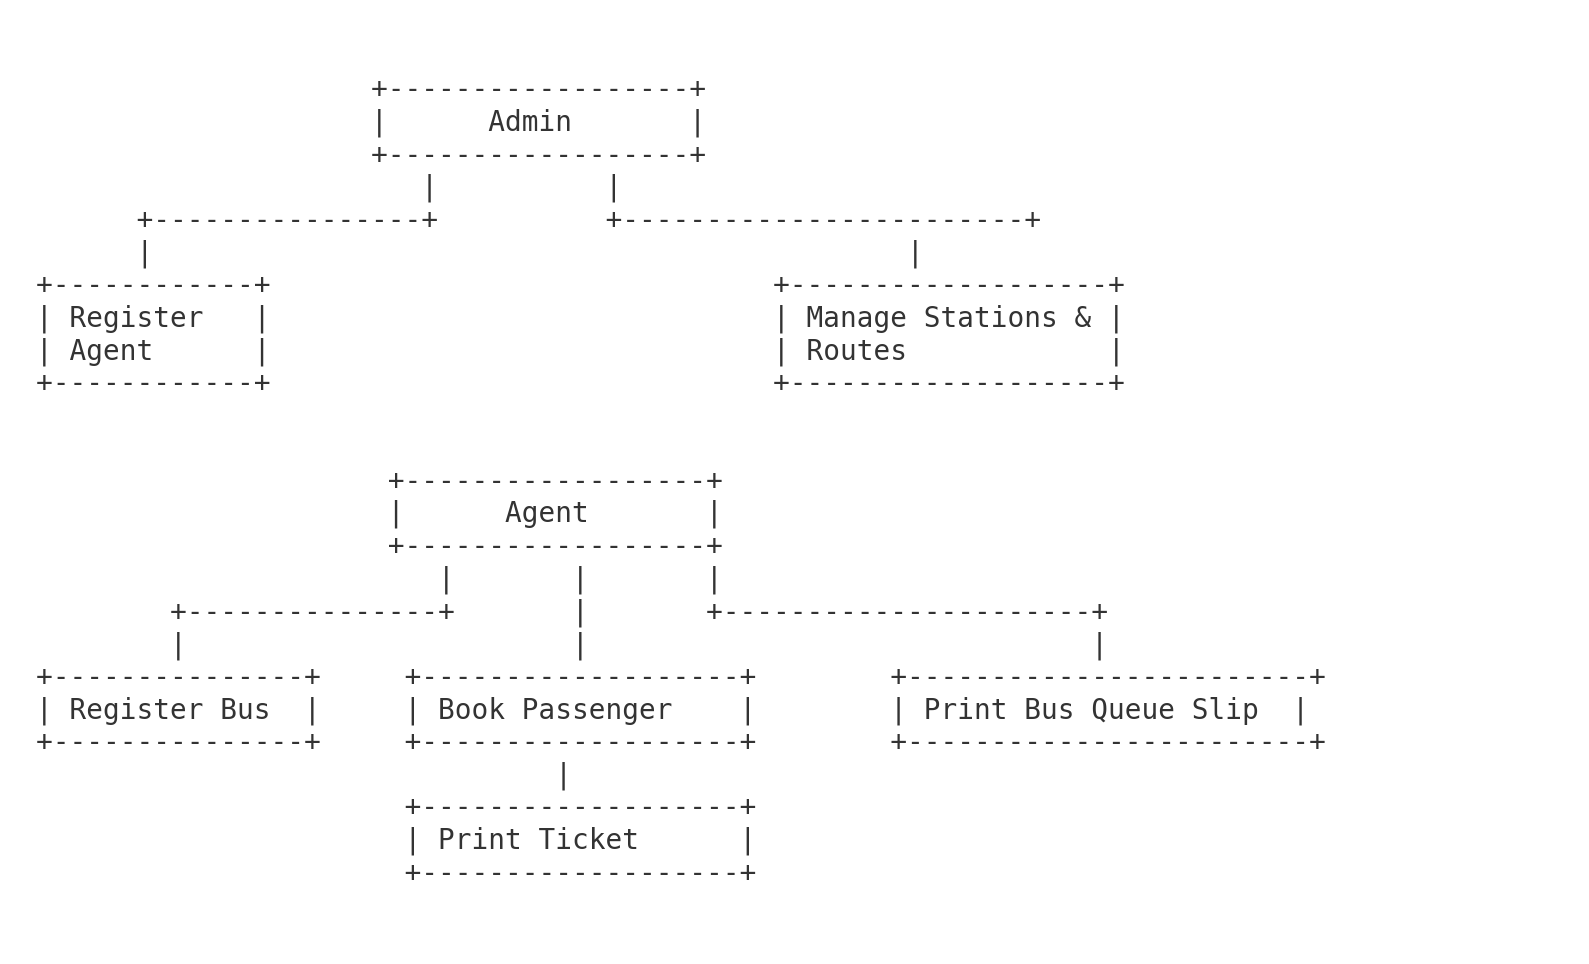 Admin
Register
Agent
Manage Stations &
Routes
Agent
Register Bus
Book Passenger
Print Bus Queue Slip
Print Ticket